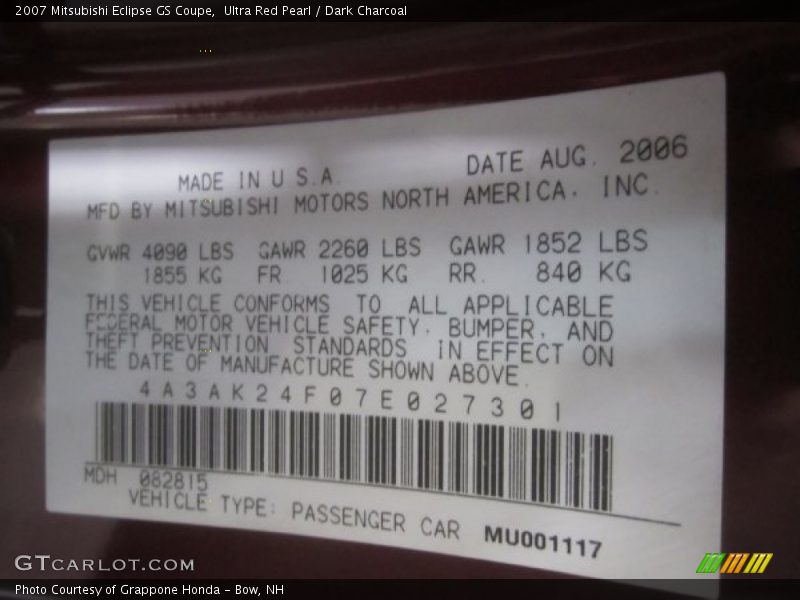 2007 Mitsubishi Eclipse GS Coupe,  Ultra Red Pearl / Dark Charcoal
MADE IN U S.A. DATE AUG. 2006
MFD BY MITSUBISHI MOTORS NORTH AMERICA, INC.
GVWR 4090 LBS GAWR 2260 LBS GAWR 1852 LBS
1855 KG FR. 1025 KG RR. 840 KG
THIS VEHICLE CONFORMS TO ALL APPLICABLE
FEDERAL MOTOR VEHICLE SAFETY, BUMPER, AND
THEFT PREVENTION STANDARDS IN EFFECT ON
THE DATE OF MANUFACTURE SHOWN ABOVE.
4A3AK24F07E027301
MDH 082815
VEHICLE TYPE: PASSENGER CAR MU001117
GTCARLOT.COM
Photo Courtesy of Grappone Honda - Bow, NH